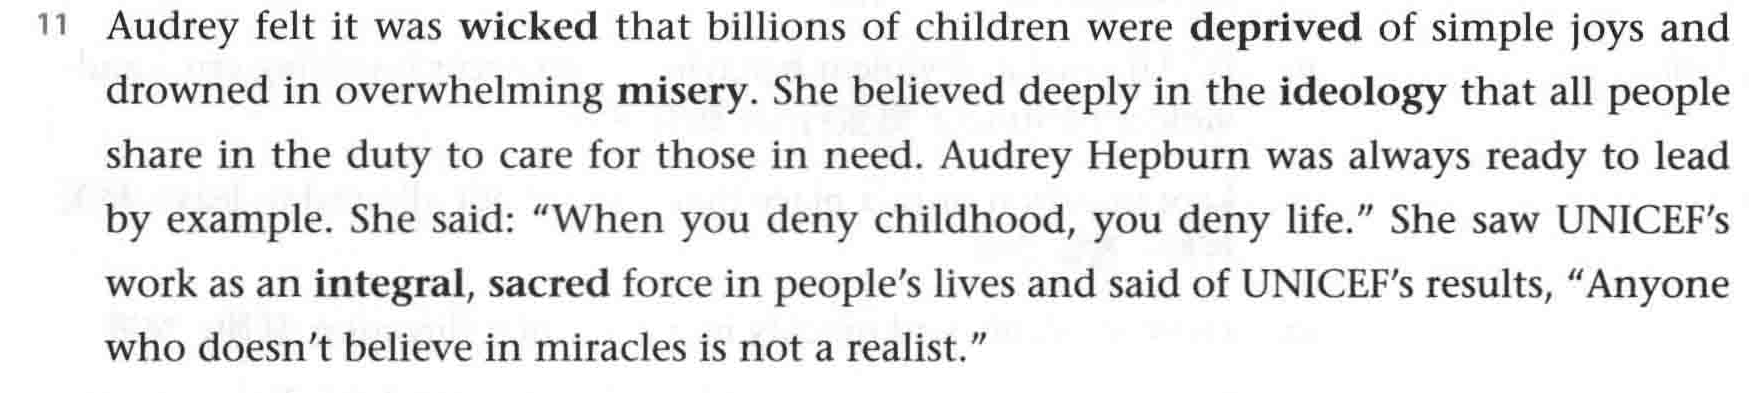 11 Audrey felt it was wicked that billions of children were deprived of simple joys and
drowned in overwhelming misery. She believed deeply in the ideology that all people
share in the duty to care for those in need. Audrey Hepburn was always ready to lead
by example. She said: “When you deny childhood, you deny life.” She saw UNICEF’s
work as an integral, sacred force in people’s lives and said of UNICEF’s results, “Anyone
who doesn’t believe in miracles is not a realist.”